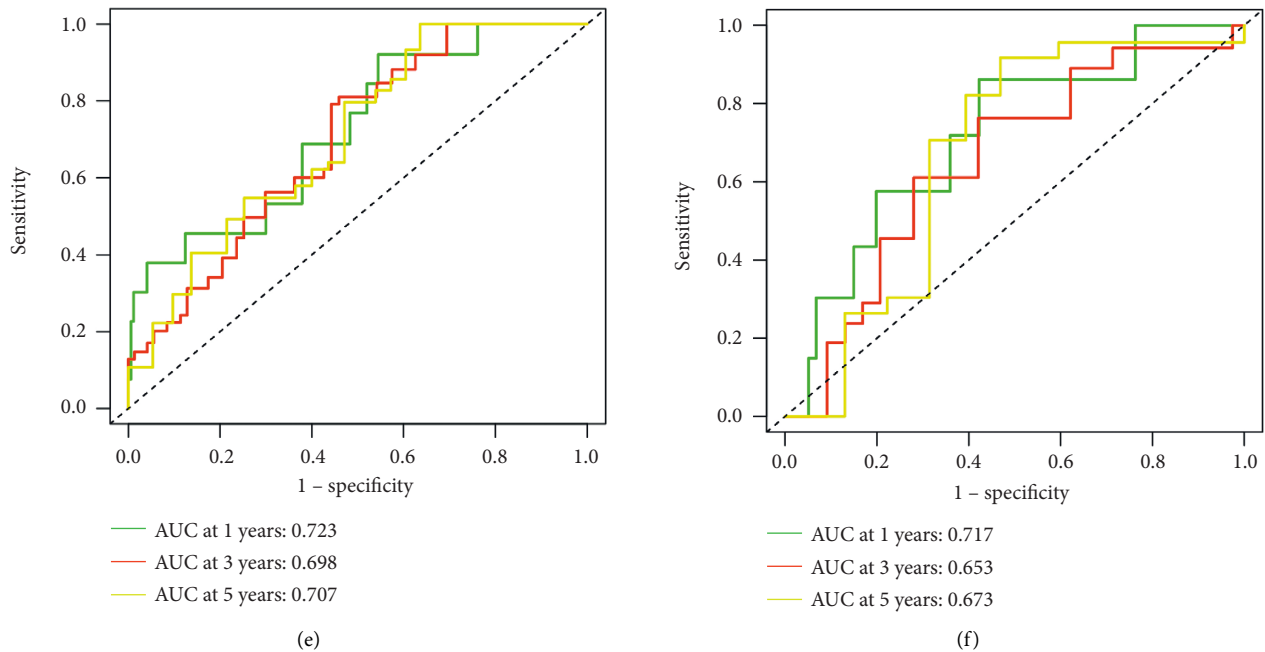 1.0
0.8
0.6
0.4
0.2
0.0
Sensitivity
0.0 0.2 0.4 0.6 0.8 1.0
1 – specificity
AUC at 1 years: 0.723
AUC at 3 years: 0.698
AUC at 5 years: 0.707
(e)
1.0
0.8
0.6
0.4
0.2
0.0
Sensitivity
0.0 0.2 0.4 0.6 0.8 1.0
1 – specificity
AUC at 1 years: 0.717
AUC at 3 years: 0.653
AUC at 5 years: 0.673
(f)